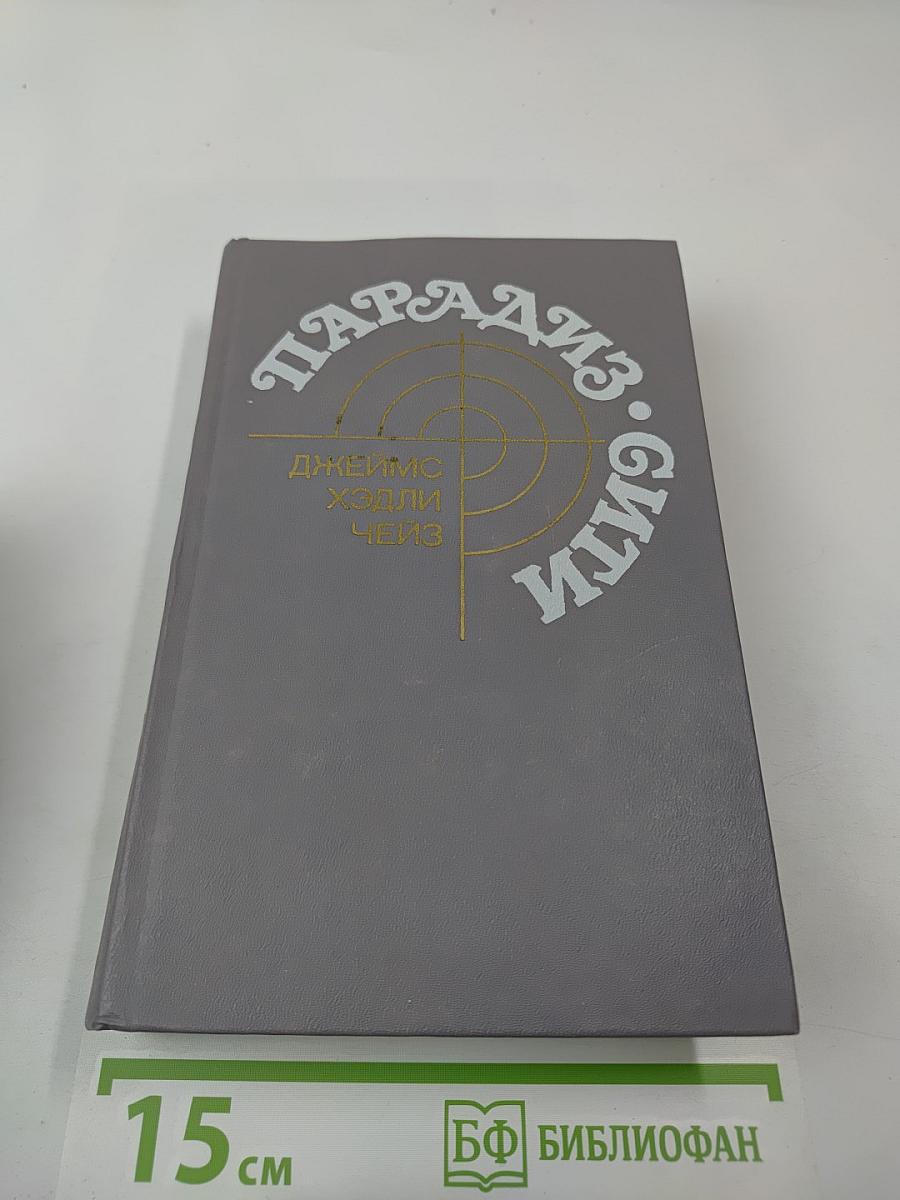 ПАРАДИЗ·СИТИ
ДЖЕЙМС
ХЭДЛИ
ЧЕЙЗ
15 см
БФ БИБЛИОФАН